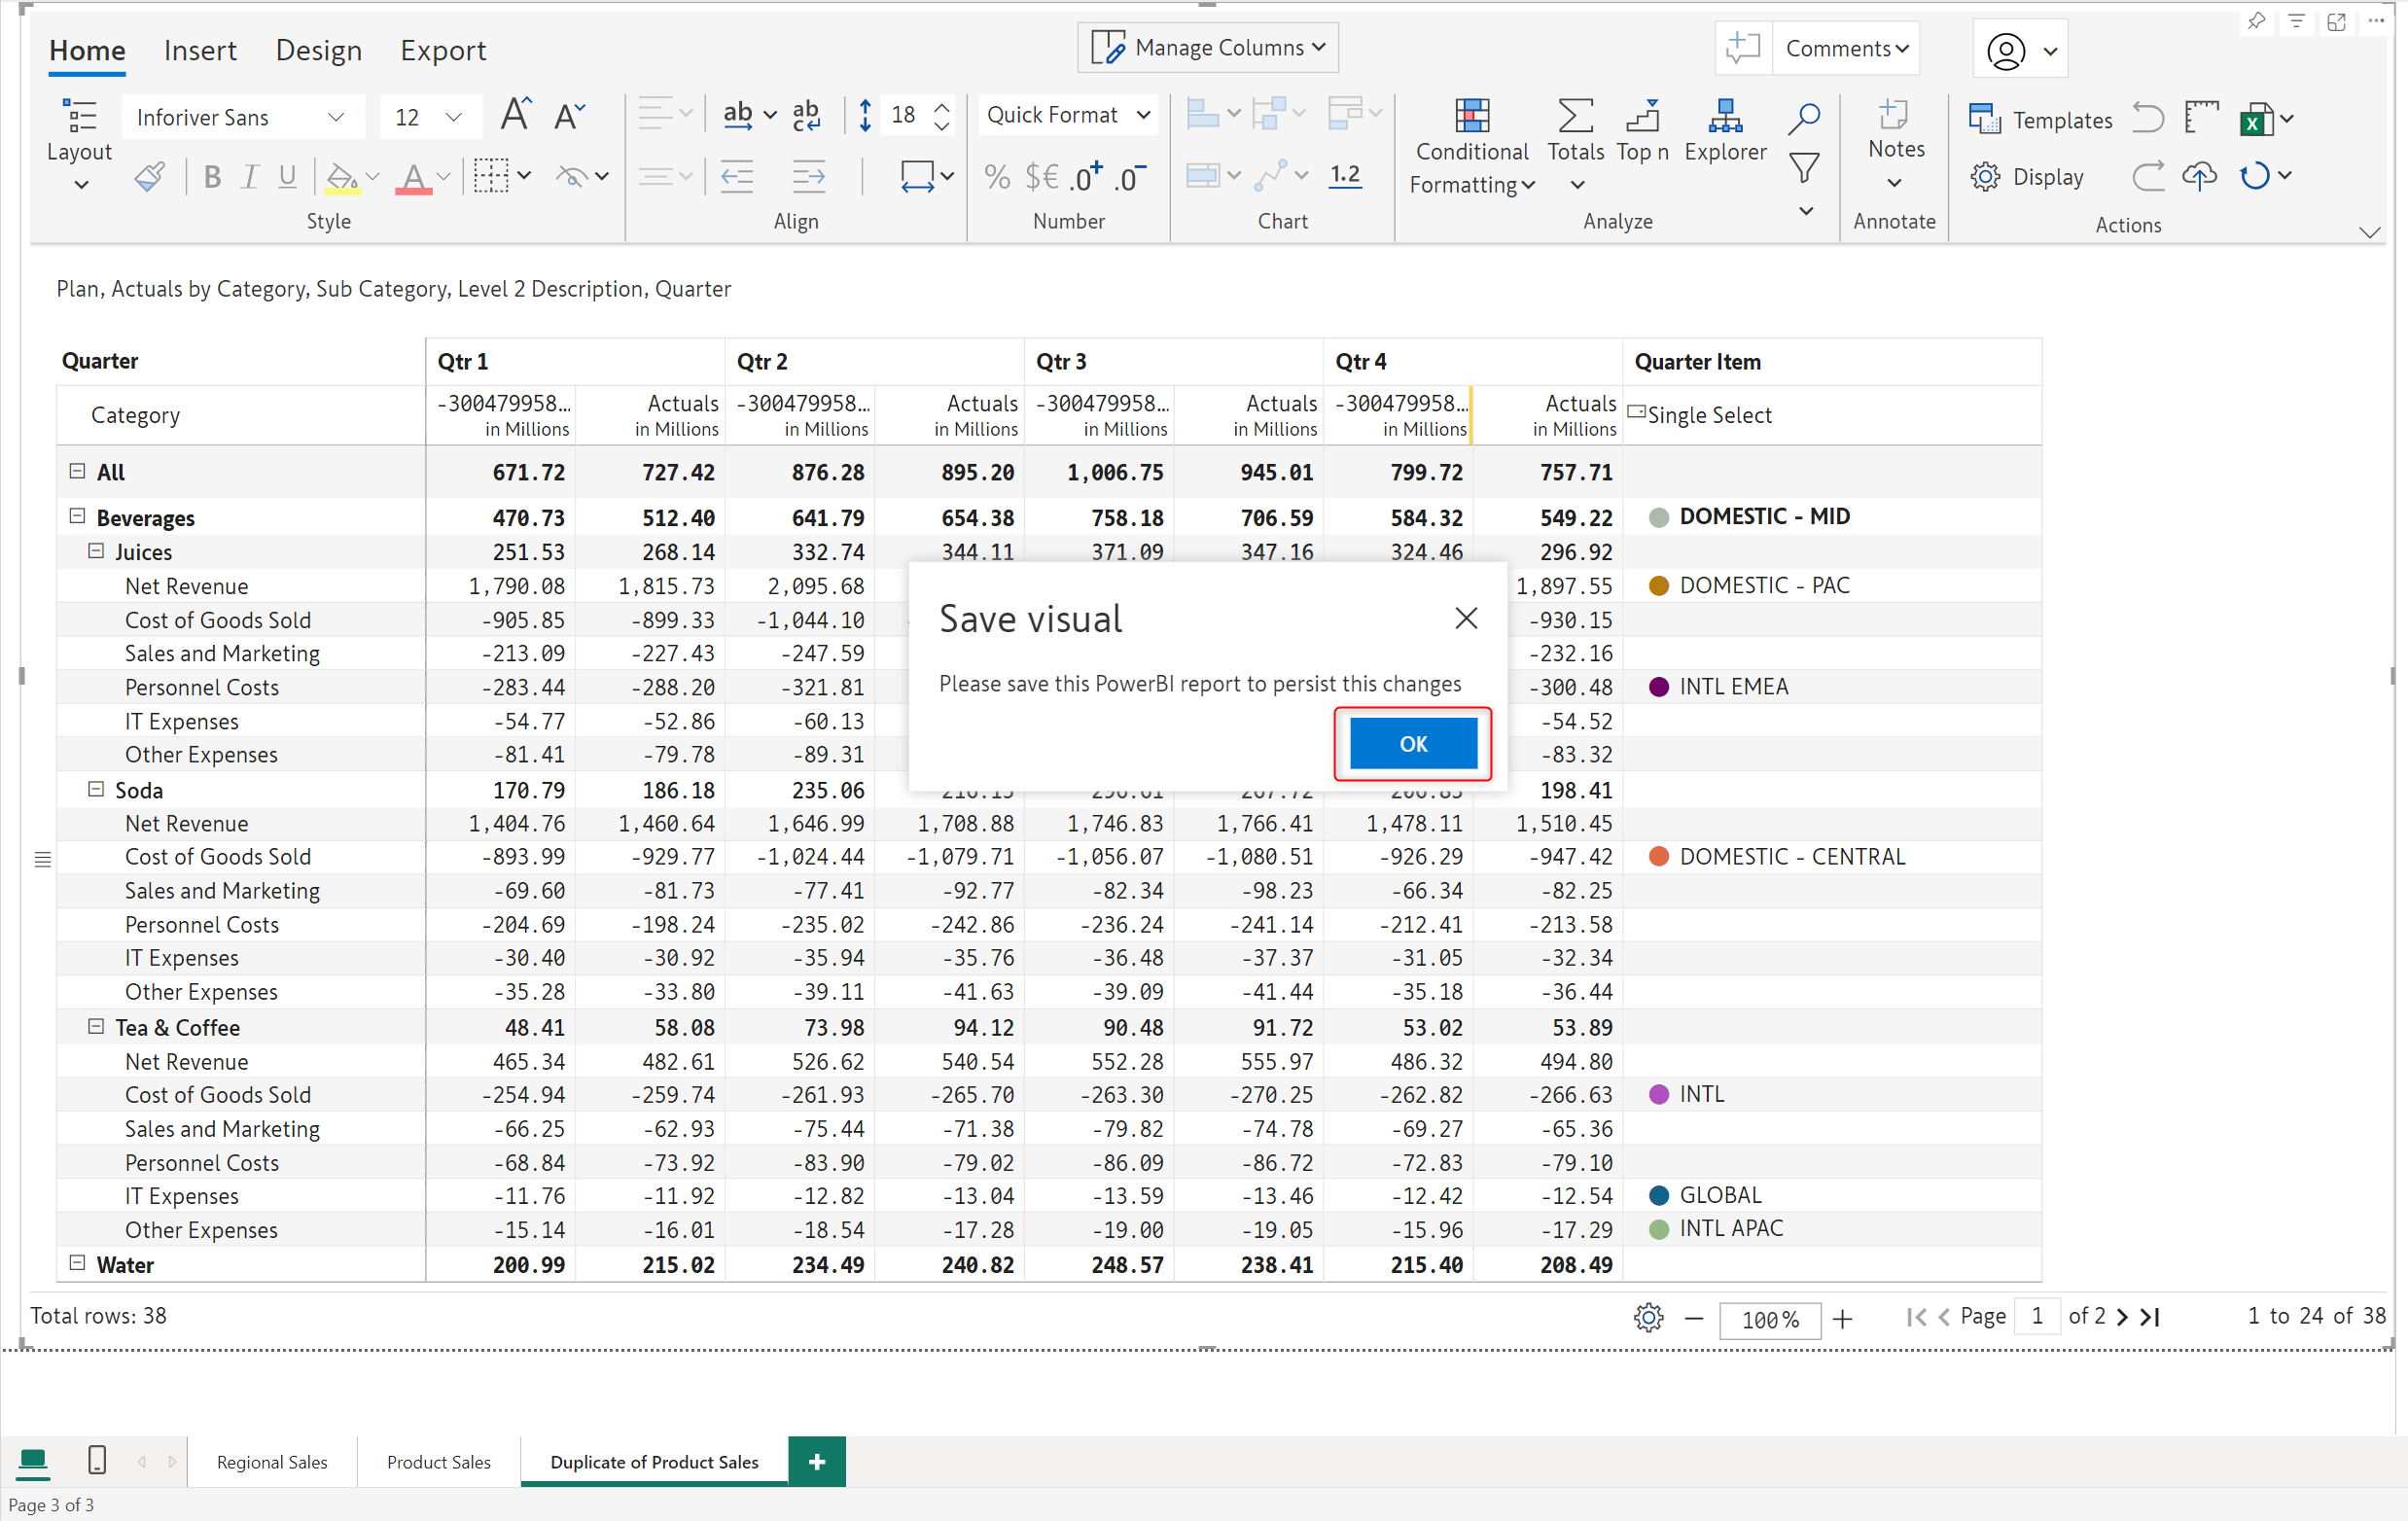 Home Insert Design Export Manage Columns Comments
Layout Inforiver Sans 12 ab ab c 18 Quick Format Conditional Formatting Totals Top n Explorer Notes Templates
B I U A % $€ .0+ .0- 1.2 Display
Style Align Number Chart Analyze Annotate Actions
Plan, Actuals by Category, Sub Category, Level 2 Description, Quarter
Quarter Qtr 1 Qtr 2 Qtr 3 Qtr 4 Quarter Item
Category -300479958... Actuals -300479958... Actuals -300479958... Actuals -300479958... Actuals Single Select
in Millions in Millions in Millions in Millions in Millions in Millions in Millions in Millions
All 671.72 727.42 876.28 895.20 1,006.75 945.01 799.72 757.71
Beverages 470.73 512.40 641.79 654.38 758.18 706.59 584.32 549.22 DOMESTIC - MID
Juices 251.53 268.14 332.74 344.11 371.09 347.16 324.46 296.92
Net Revenue 1,790.08 1,815.73 2,095.68 1,897.55 DOMESTIC - PAC
Cost of Goods Sold -905.85 -899.33 -1,044.10 -930.15
Sales and Marketing -213.09 -227.43 -247.59 -232.16
Personnel Costs -283.44 -288.20 -321.81 -300.48 INTL EMEA
IT Expenses -54.77 -52.86 -60.13 -54.52
Other Expenses -81.41 -79.78 -89.31 -83.32
Save visual
Please save this PowerBI report to persist this changes
OK
Soda 170.79 186.18 235.06 198.41
Net Revenue 1,404.76 1,460.64 1,646.99 1,708.88 1,746.83 1,766.41 1,478.11 1,510.45
Cost of Goods Sold -893.99 -929.77 -1,024.44 -1,079.71 -1,056.07 -1,080.51 -926.29 -947.42 DOMESTIC - CENTRAL
Sales and Marketing -69.60 -81.73 -77.41 -92.77 -82.34 -98.23 -66.34 -82.25
Personnel Costs -204.69 -198.24 -235.02 -242.86 -236.24 -241.14 -212.41 -213.58
IT Expenses -30.40 -30.92 -35.94 -35.76 -36.48 -37.37 -31.05 -32.34
Other Expenses -35.28 -33.80 -39.11 -41.63 -39.09 -41.44 -35.18 -36.44
Tea & Coffee 48.41 58.08 73.98 94.12 90.48 91.72 53.02 53.89
Net Revenue 465.34 482.61 526.62 540.54 552.28 555.97 486.32 494.80
Cost of Goods Sold -254.94 -259.74 -261.93 -265.70 -263.30 -270.25 -262.82 -266.63 INTL
Sales and Marketing -66.25 -62.93 -75.44 -71.38 -79.82 -74.78 -69.27 -65.36
Personnel Costs -68.84 -73.92 -83.90 -79.02 -86.09 -86.72 -72.83 -79.10
IT Expenses -11.76 -11.92 -12.82 -13.04 -13.59 -13.46 -12.42 -12.54 GLOBAL
Other Expenses -15.14 -16.01 -18.54 -17.28 -19.00 -19.05 -15.96 -17.29 INTL APAC
Water 200.99 215.02 234.49 240.82 248.57 238.41 215.40 208.49
Total rows: 38 100% Page 1 of 2 1 to 24 of 38
Regional Sales Product Sales Duplicate of Product Sales
Page 3 of 3